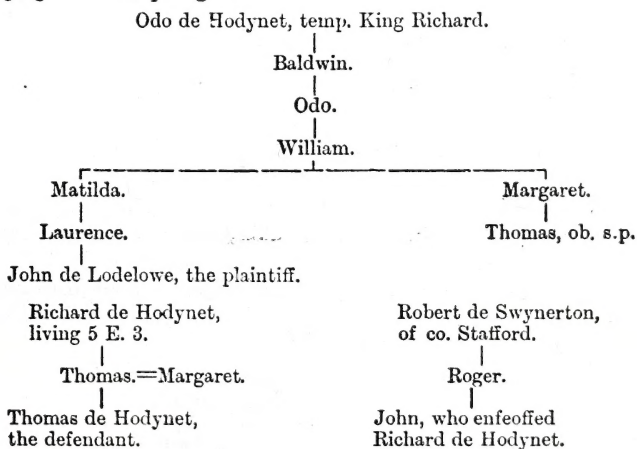 Odo de Hodynet, temp. King Richard.
Baldwin.
Odo.
William.
Matilda.
Margaret.
Laurence.
Thomas, ob. s.p.
John de Lodelowe, the plaintiff.
Richard de Hodynet,
living 5 E. 3.
Robert de Swynerton,
of co. Stafford.
Thomas.=Margaret.
Roger.
Thomas de Hodynet,
the defendant.
John, who enfeoffed
Richard de Hodynet.